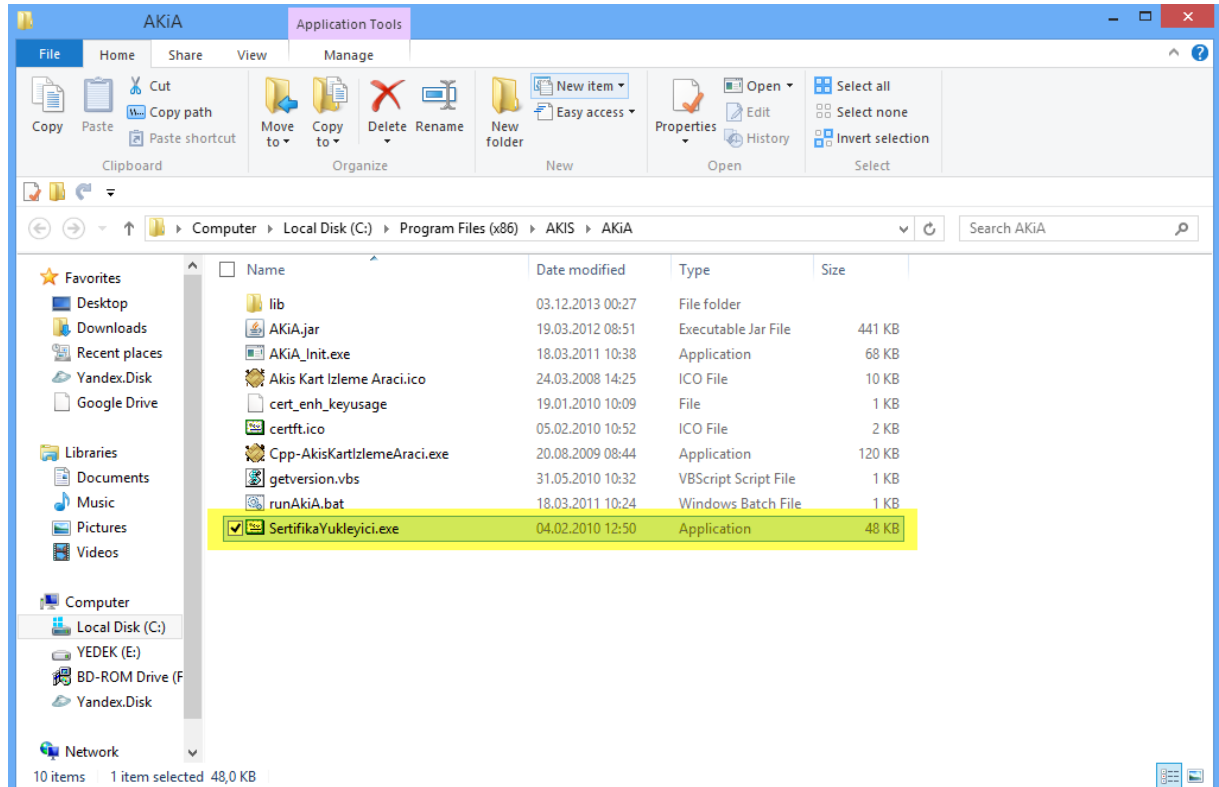 AKiA
Application Tools
File Home Share View Manage
Cut
Copy path
Paste shortcut
Copy Paste
Clipboard
Move to Copy to Delete Rename
Organize
New folder
New item
Easy access
New
Properties
Open
Edit
History
Open
Select all
Select none
Invert selection
Select
Computer Local Disk (C:) Program Files (x86) AKIS AKiA
Search AKiA
Favorites
Desktop
Downloads
Recent places
Yandex.Disk
Google Drive
Libraries
Documents
Music
Pictures
Videos
Computer
Local Disk (C:)
YEDEK (E:)
BD-ROM Drive (F
Yandex.Disk
Network
Name Date modified Type Size
lib 03.12.2013 00:27 File folder
AKiA.jar 19.03.2012 08:51 Executable Jar File 441 KB
AKiA_Init.exe 18.03.2011 10:38 Application 68 KB
Akis Kart Izleme Araci.ico 24.03.2008 14:25 ICO File 10 KB
cert_enh_keyusage 19.01.2010 10:09 File 1 KB
certft.ico 05.02.2010 10:52 ICO File 2 KB
Cpp-AkisKartIzlemeAraci.exe 20.08.2009 08:44 Application 120 KB
getversion.vbs 31.05.2010 10:32 VBScript Script File 1 KB
runAkiA.bat 18.03.2011 10:24 Windows Batch File 1 KB
SertifikaYukleyici.exe 04.02.2010 12:50 Application 48 KB
10 items 1 item selected 48,0 KB